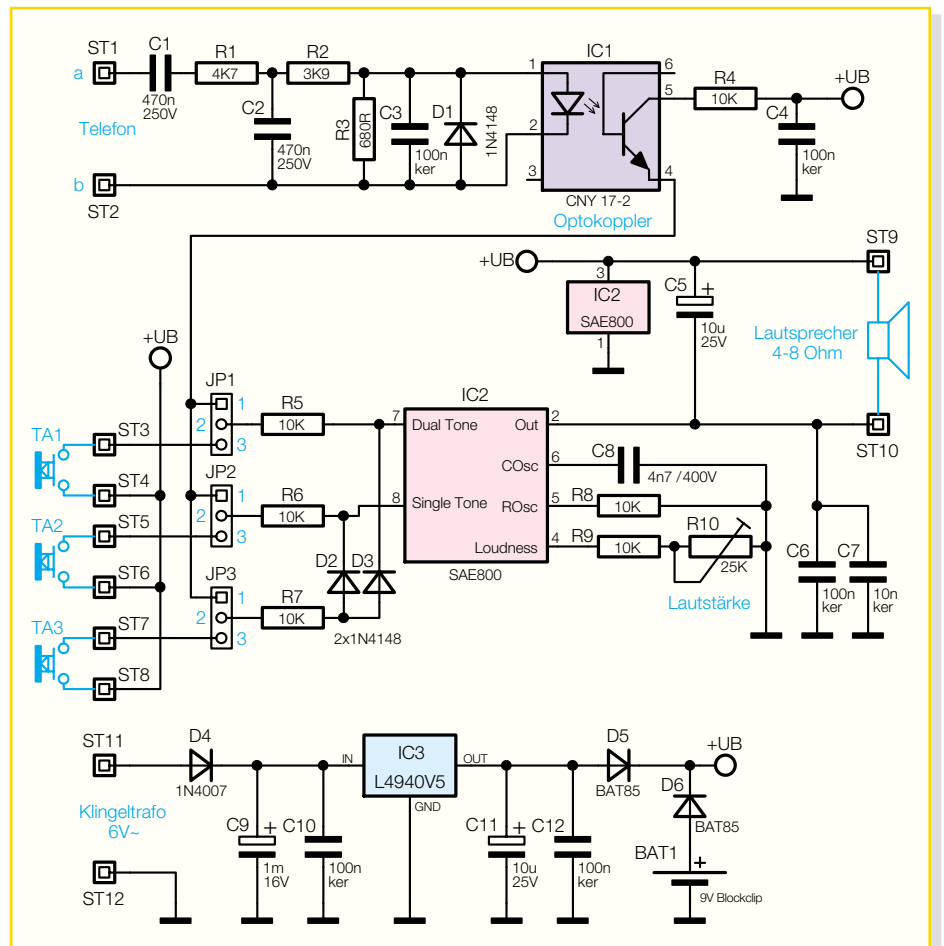 ST1
C1
R1
R2
IC1
a
4K7
3K9
1
6
R4
+UB
470n
250V
C2
R3
680R
C3
D1
1N4148
5
10K
C4
Telefon
470n
250V
100n
ker
2
100n
ker
b
3
4
ST2
CNY 17-2
Optokoppler
ST9
+UB
3
C5
+
IC2
SAE800
10u
25V
Lautsprecher
4-8 Ohm
1
+UB
JP1
IC2
1
R5
7
Dual Tone
Out
2
TA1
ST3
2
10K
ST10
3
COsc
6
C8
4n7 /400V
ST4
JP2
1
R6
8
Single Tone
ROsc
5
R8
TA2
ST5
2
10K
10K
R10
3
Loudness
4
R9
10K
25K
C6
C7
ST6
D2
D3
SAE800
JP3
Lautstärke
100n
ker
10n
ker
1
R7
TA3
ST7
2
10K
3
2x1N4148
ST8
ST11
D4
IC3
D5
+UB
IN
OUT
1N4007
L4940V5
BAT85
D6
Klingeltrafo
6V~
GND
C9
+
C10
C11
+
C12
BAT85
1m
16V
100n
ker
10u
25V
100n
ker
BAT1
+
9V Blockclip
ST12